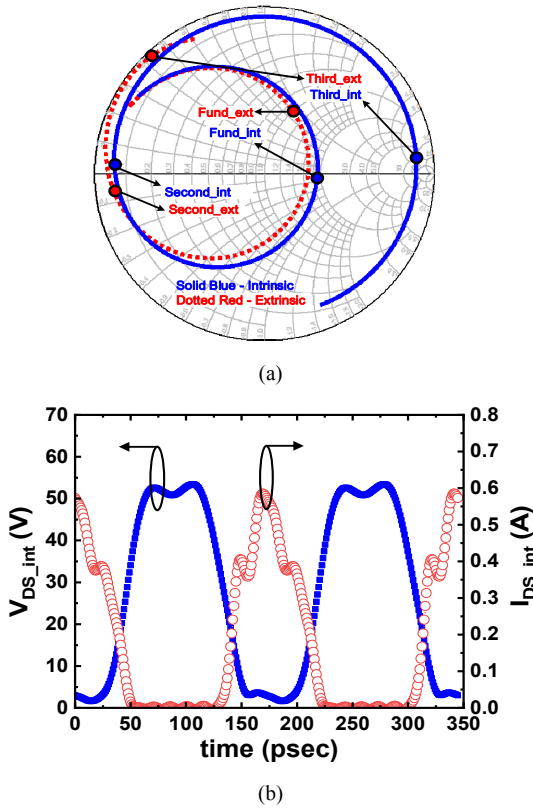 Third_ext
Third_int
Fund_ext
Fund_int
Second_int
Second_ext
Solid Blue - Intrinsic
Dotted Red - Extrinsic
(a)
70
60
50
40
30
20
10
0
V_DS_int (V)
0.8
0.7
0.6
0.5
0.4
0.3
0.2
0.1
0.0
I_DS_int (A)
0 50 100 150 200 250 300 350
time (psec)
(b)